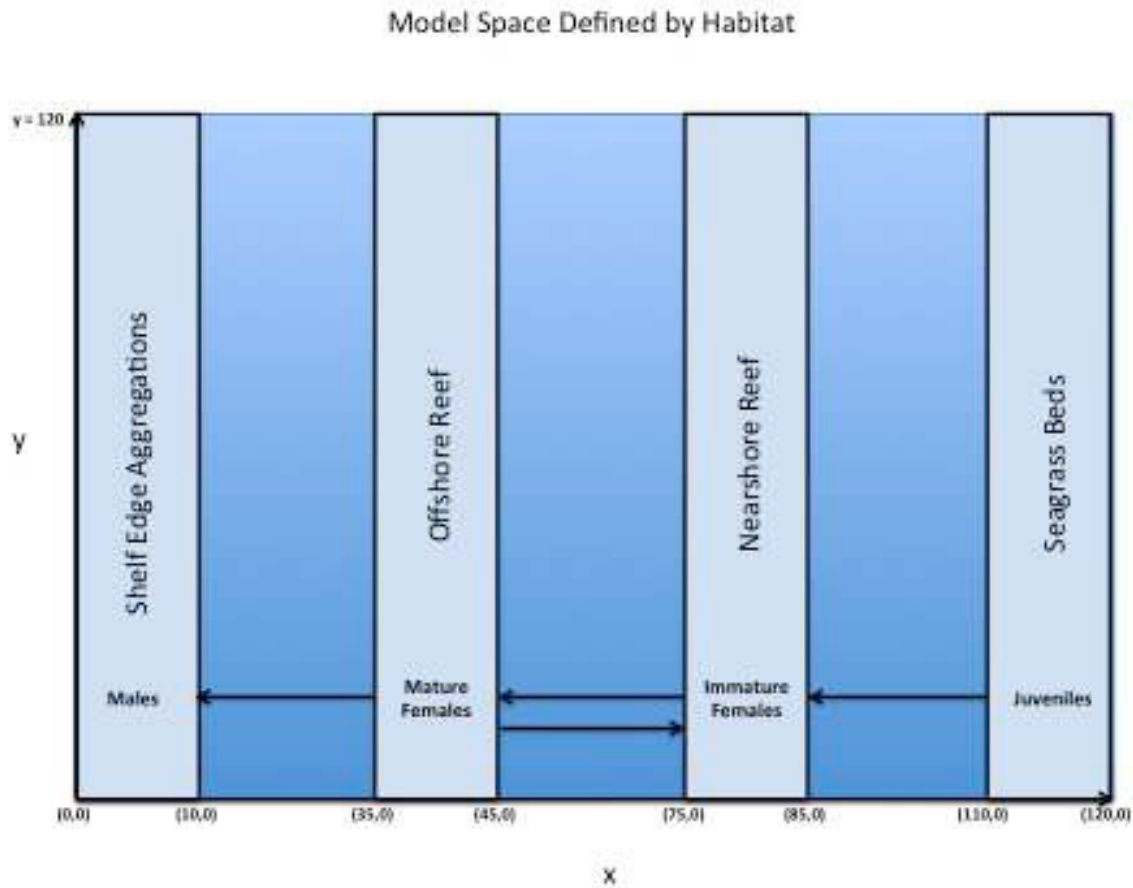 Model Space Defined by Habitat
y = 120
y
Shelf Edge Aggregations
Offshore Reef
Nearshore Reef
Seagrass Beds
Males
Mature
Females
Immature
Females
Juveniles
(0,0)
(10,0)
(35,0)
(45,0)
(75,0)
(85,0)
(110,0)
(120,0)
x